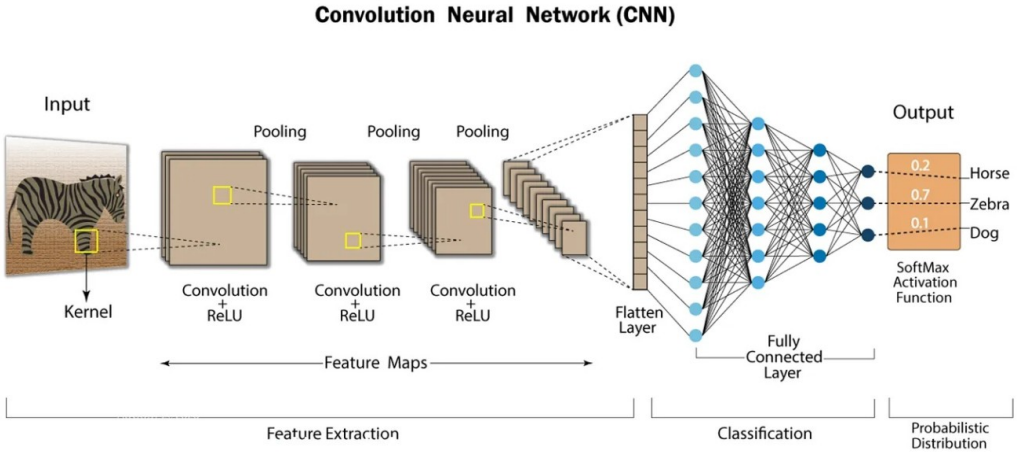 Convolution Neural Network (CNN)
Input
Pooling
Pooling
Pooling
Output
0.2
Horse
0.7
Zebra
0.1
Dog
SoftMax
Activation
Function
Kernel
Convolution
+
ReLU
Convolution
+
ReLU
Convolution
+
ReLU
Flatten
Layer
Fully
Connected
Layer
Feature Maps
Feature Extraction
Classification
Probabilistic
Distribution